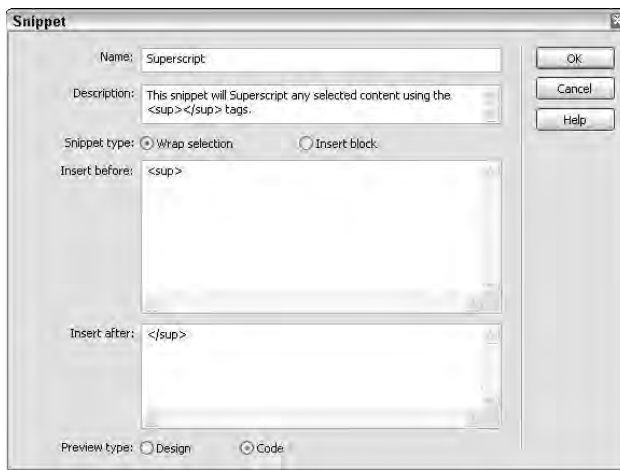 Snippet
Name: Superscript
OK
Description: This snippet will Superscript any selected content using the
<sup></sup> tags.
Cancel
Help
Snippet type: Wrap selection Insert block
Insert before: <sup>
Insert after: </sup>
Preview type: Design Code